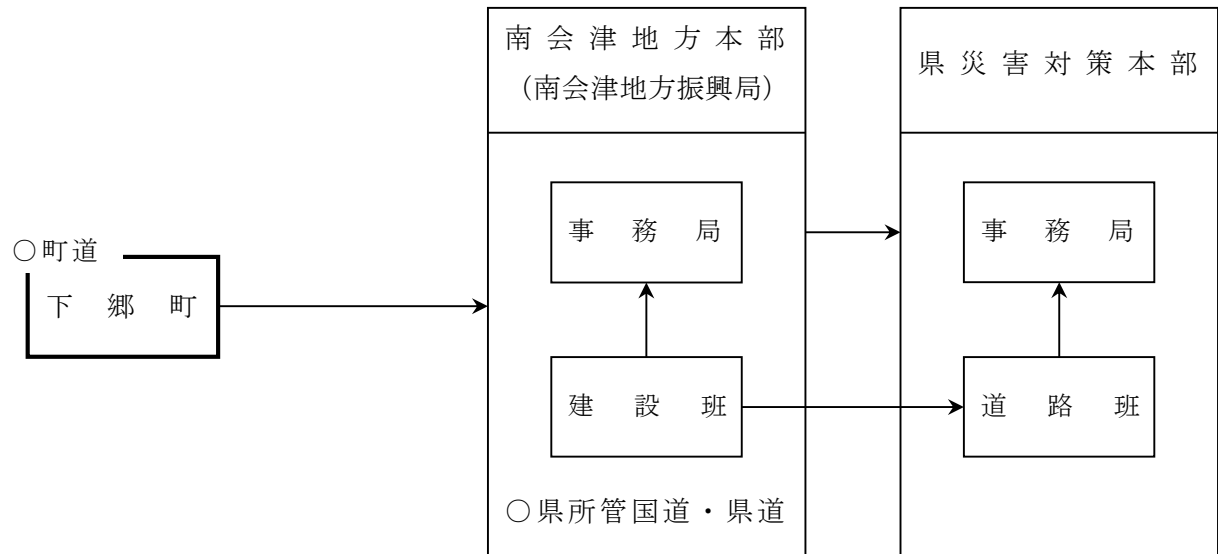 ○町道
下郷町
南会津地方本部
(南会津地方振興局)
事務局
建設班
○県所管国道・県道
県災害対策本部
事務局
道路班